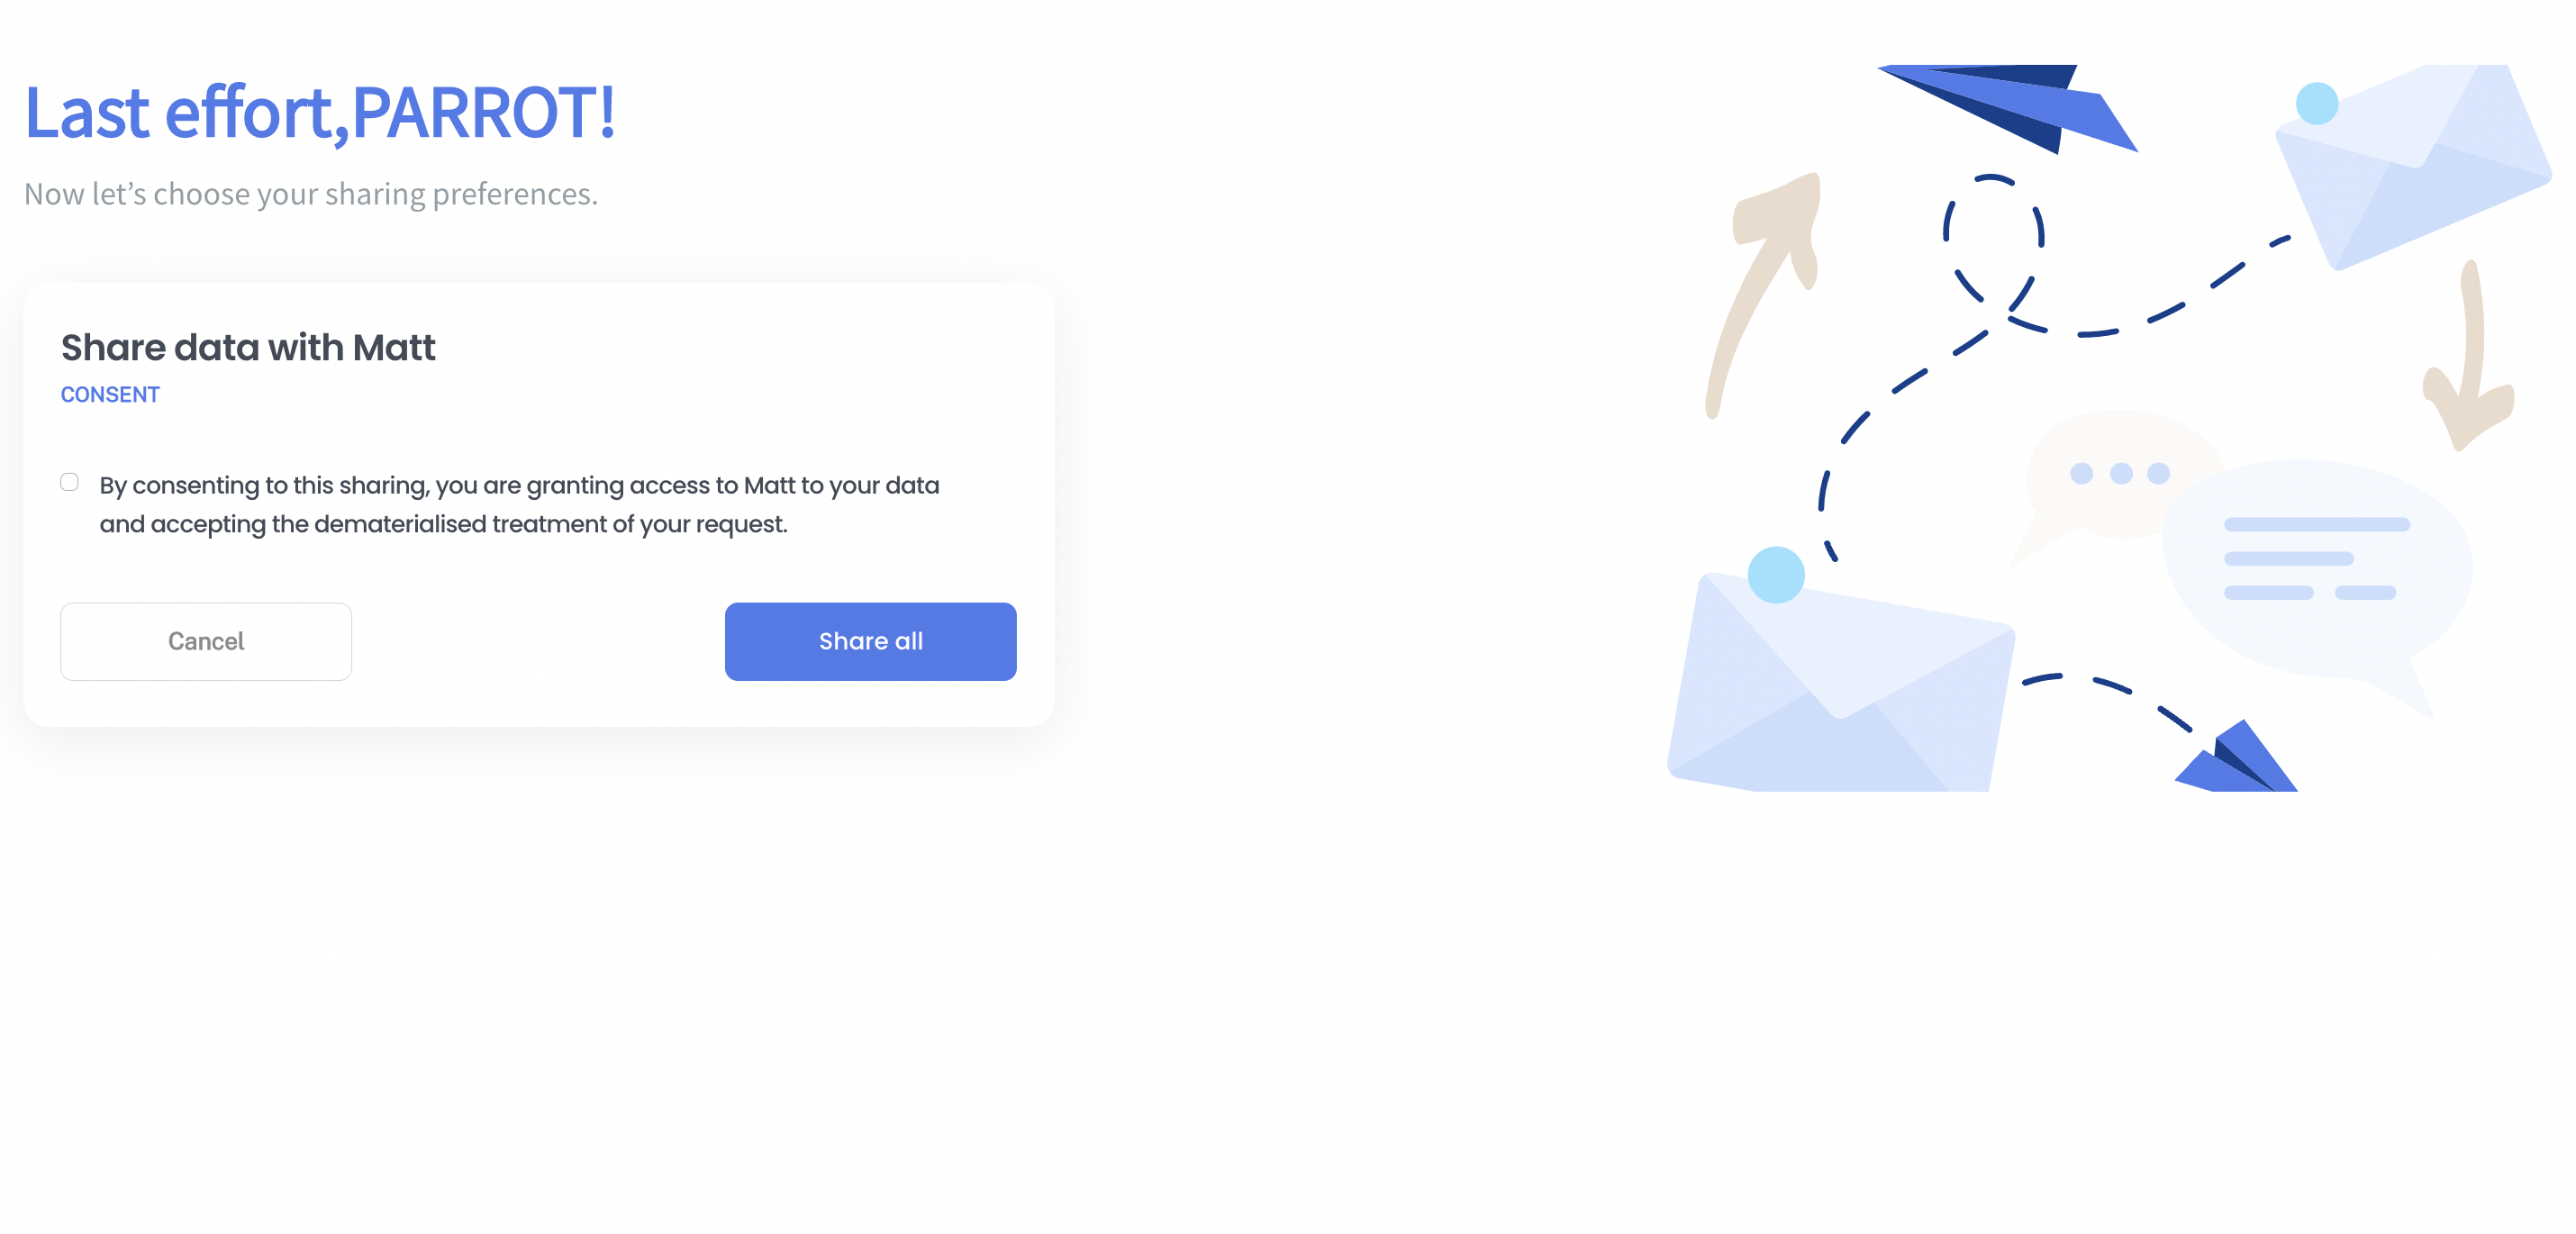 Last effort,PARROT!
Now let’s choose your sharing preferences.
Share data with Matt
CONSENT
By consenting to this sharing, you are granting access to Matt to your data
and accepting the dematerialised treatment of your request.
Cancel
Share all